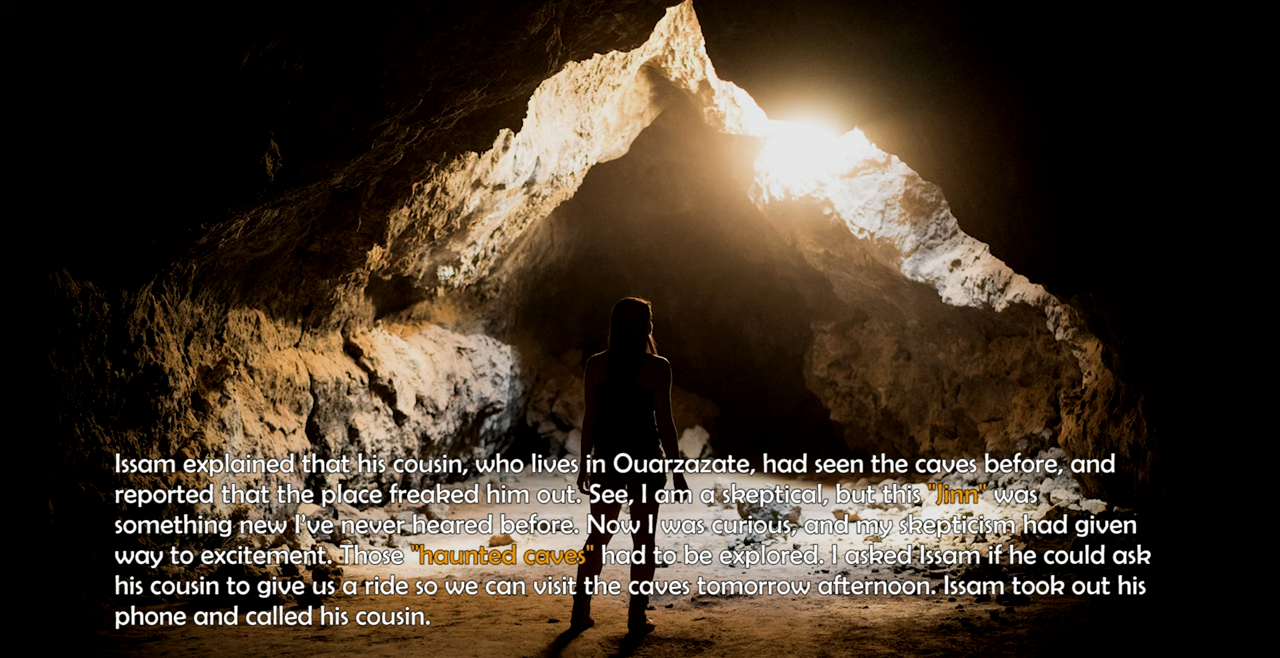 Issam explained that his cousin, who lives in Ouarzazate, had seen the caves before, and
reported that the place freaked him out. See, I am a skeptical, but this "Jinn" was
something new I've never heared before. Now I was curious, and my skepticism had given
way to excitement. Those "haunted caves" had to be explored. I asked Issam if he could ask
his cousin to give us a ride so we can visit the caves tomorrow afternoon. Issam took out his
phone and called his cousin.